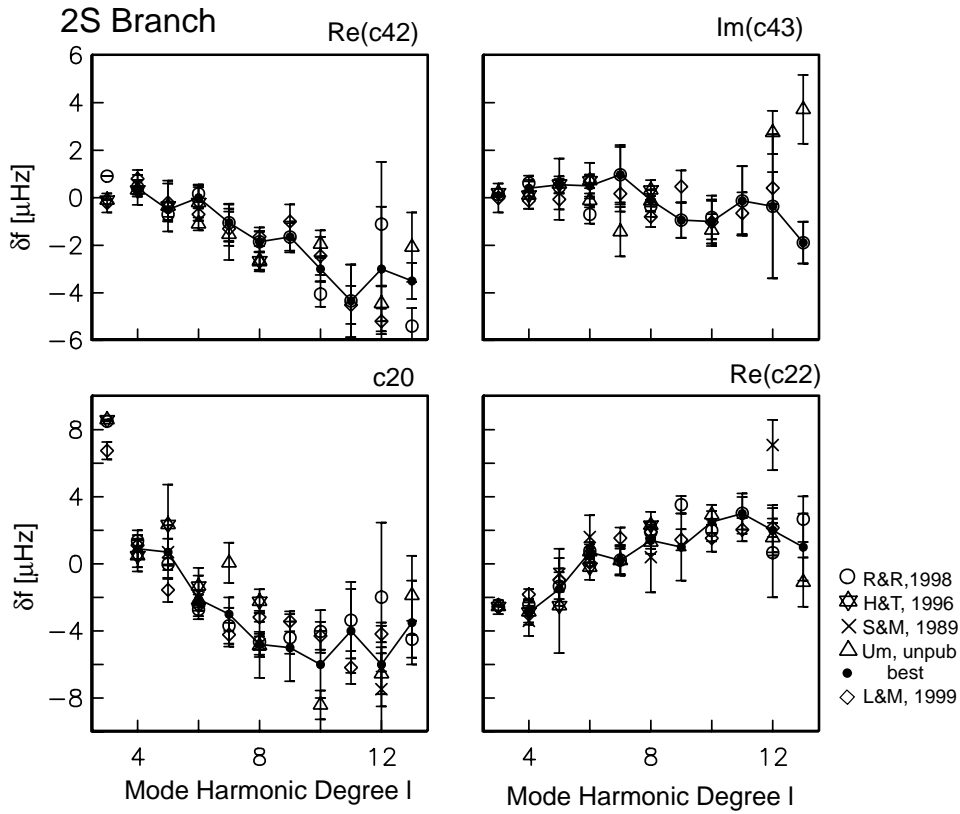 2S Branch
Re(c42)
Im(c43)
6
4
2
0
−2
−4
−6
δf [μHz]
c20
Re(c22)
8
4
0
−4
−8
δf [μHz]
4
8
12
4
8
12
Mode Harmonic Degree l
Mode Harmonic Degree l
R&R,1998
H&T, 1996
S&M, 1989
Um, unpub
best
L&M, 1999